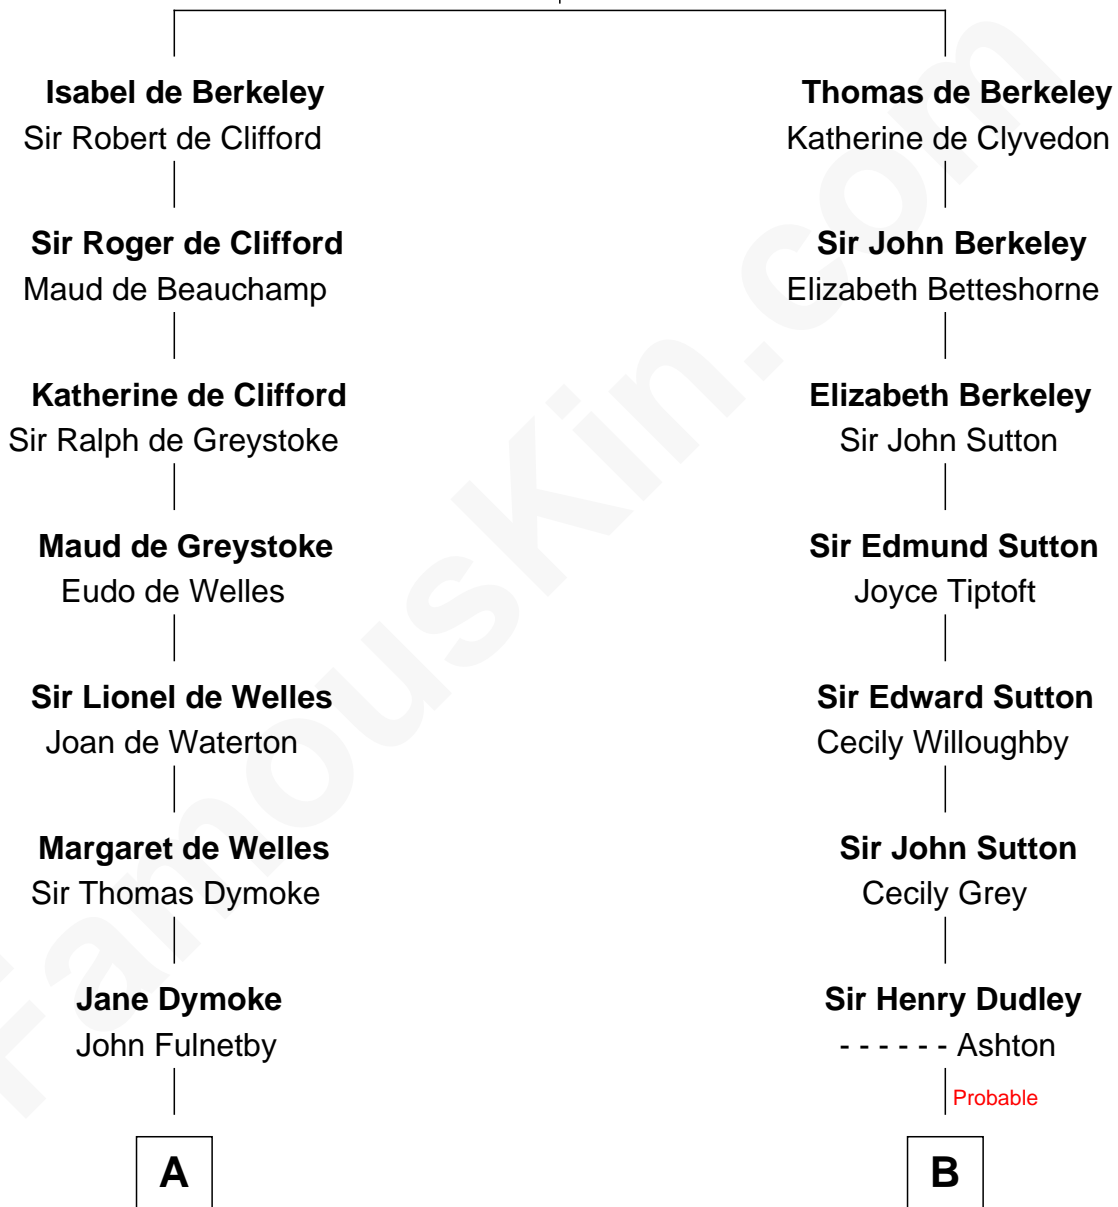 Isabel de Berkeley
Sir Robert de Clifford
Sir Roger de Clifford
Maud de Beauchamp
Katherine de Clifford
Sir Ralph de Greystoke
Maud de Greystoke
Eudo de Welles
Sir Lionel de Welles
Joan de Waterton
Margaret de Welles
Sir Thomas Dymoke
Jane Dymoke
John Fulnetby
A
Thomas de Berkeley
Katherine de Clyvedon
Sir John Berkeley
Elizabeth Betteshorne
Elizabeth Berkeley
Sir John Sutton
Sir Edmund Sutton
Joyce Tiptoft
Sir Edward Sutton
Cecily Willoughby
Sir John Sutton
Cecily Grey
Sir Henry Dudley
- - - - - - Ashton
Probable
B
FamousKin.com